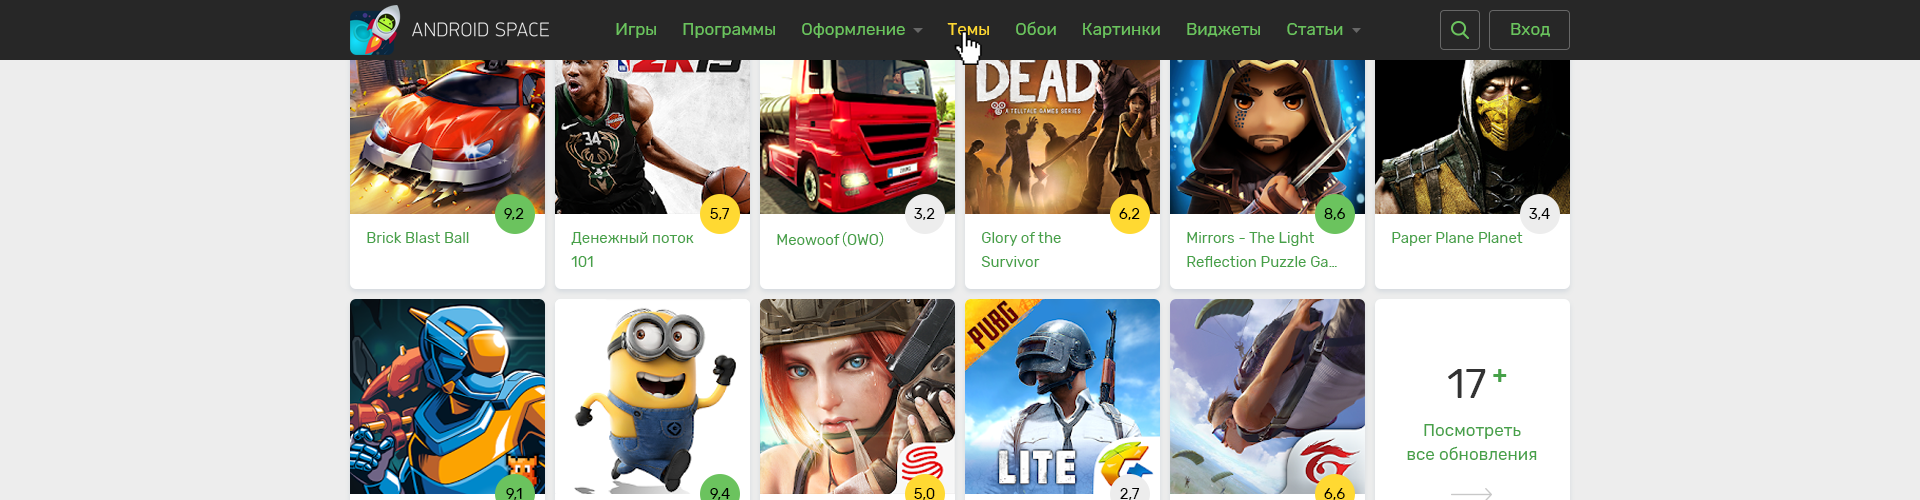 ANDROID SPACE Игры Программы Оформление Темы Обои Картинки Виджеты Статьи Вход
2K19
34
DEAD
A TELLTALE GAMES SERIES
9,2 5,7 3,2 6,2 8,6 3,4
Brick Blast Ball
Денежный поток
101
Meowoof (OWO)
Glory of the
Survivor
Mirrors - The Light
Reflection Puzzle Ga...
Paper Plane Planet
PUBG
LITE
17+
Посмотреть
все обновления
9,1 9,4 5,0 2,7 6,6